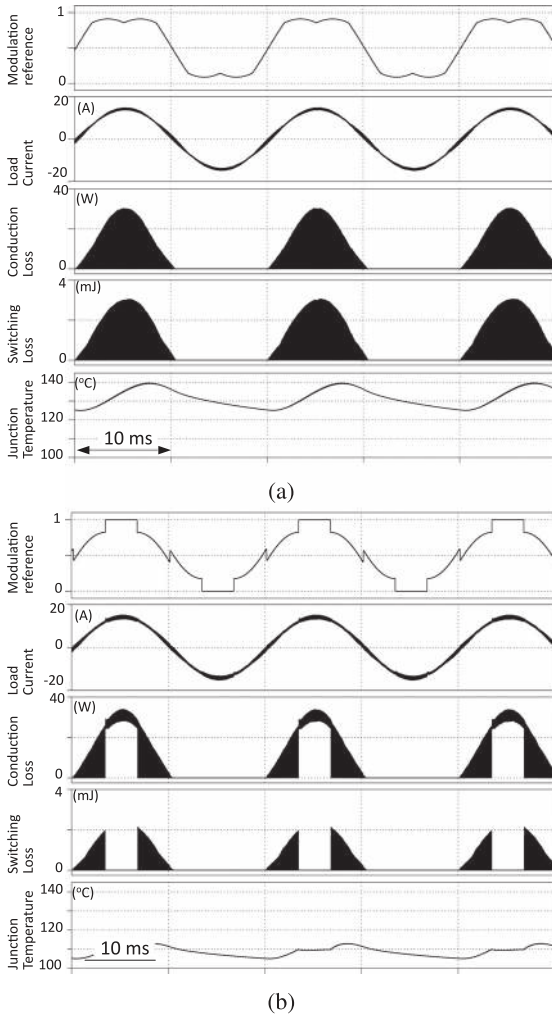 Modulation
reference
1
0
Load
Current
(A)
20
0
-20
Conduction
Loss
(W)
40
0
Switching
Loss
(mJ)
4
0
Junction
Temperature
(°C)
140
120
100
10 ms
(a)
Modulation
reference
1
0
Load
Current
(A)
20
0
-20
Conduction
Loss
(W)
40
0
Switching
Loss
(mJ)
4
0
Junction
Temperature
(°C)
140
120
100
10 ms
(b)